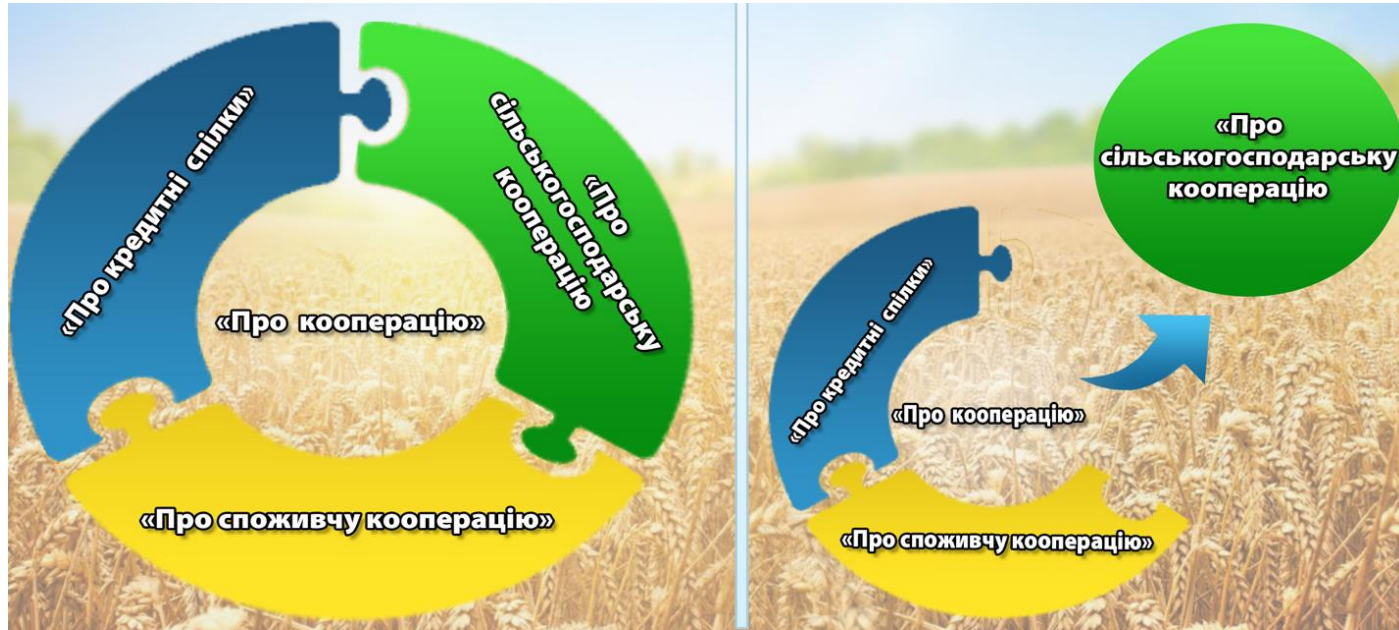 «Про кредитні спілки»
«Про
сільськогосподарську
кооперацію
«Про кооперацію»
«Про споживчу кооперацію»
«Про
сільськогосподарську
кооперацію
«Про кредитні спілки»
«Про кооперацію»
«Про споживчу кооперацію»